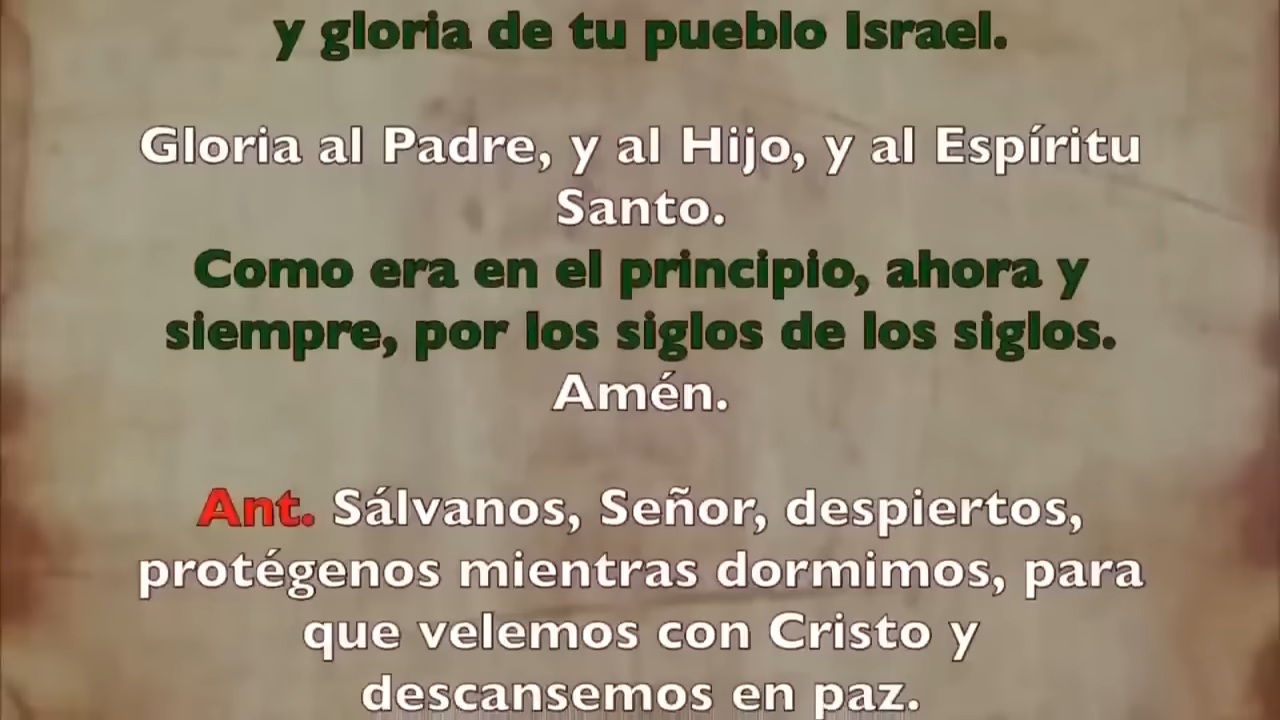 y gloria de tu pueblo Israel.
Gloria al Padre, y al Hijo, y al Espíritu
Santo.
Como era en el principio, ahora y
siempre, por los siglos de los siglos.
Amén.
Ant. Sálvanos, Señor, despiertos,
protégenos mientras dormimos, para
que velemos con Cristo y
descansemos en paz.